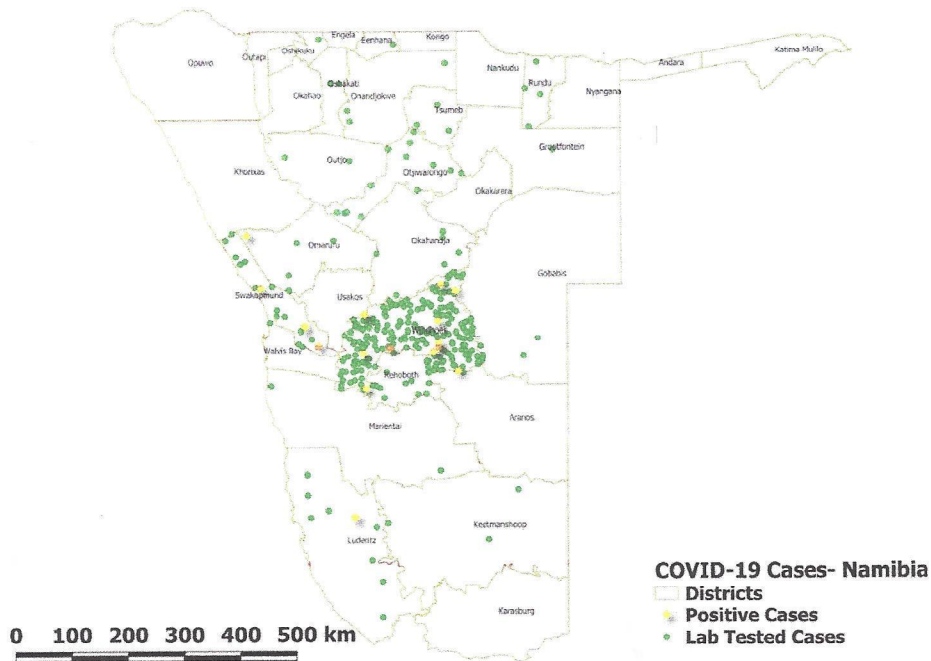 Engela
Eenhana
Kongo
Opuwo
Outapi
Oshikuku
Nankudu
Rundu
Andara
Katima Mulilo
Okahao
Oshakati
Onandjokwe
Nyangana
Tsumeb
Grootfontein
Khorixas
Outjo
Otjiwarongo
Okakarara
Omaruru
Okahandja
Gobabis
Swakopmund
Usakos
Windhoek
Walvis Bay
Rehoboth
Mariental
Aranos
Keetmanshoop
Luderitz
Karasburg
COVID-19 Cases- Namibia
Districts
Positive Cases
Lab Tested Cases
0 100 200 300 400 500 km